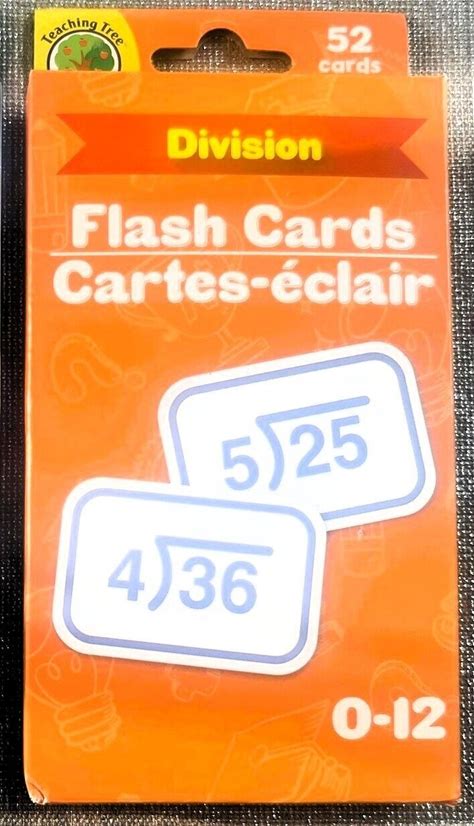 Teaching Tree
52
cards
Division
Flash Cards
Cartes-éclair
5)25
4)36
0-12